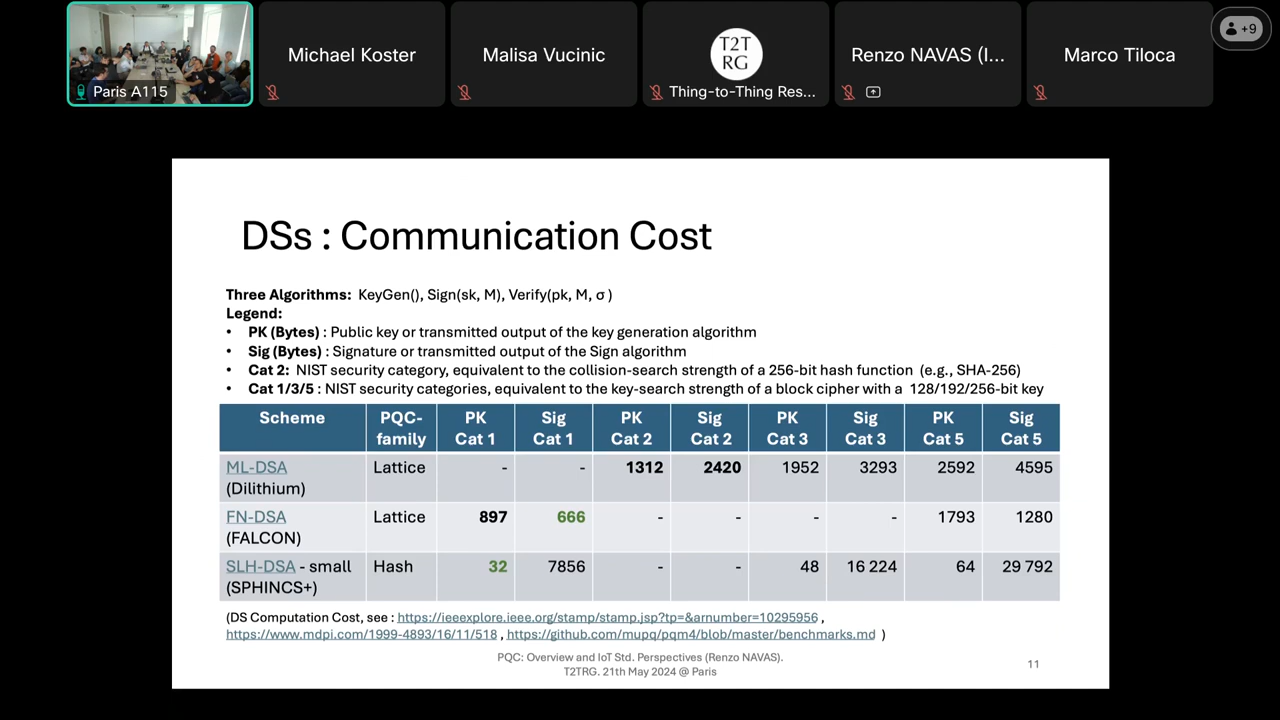 Paris A115
Michael Koster
Malisa Vucinic
T2T
RG
Thing-to-Thing Res...
Renzo NAVAS (I...
Marco Tiloca
+9
DSs : Communication Cost
Three Algorithms: KeyGen(), Sign(sk, M), Verify(pk, M, σ )
Legend:
• PK (Bytes) : Public key or transmitted output of the key generation algorithm
• Sig (Bytes) : Signature or transmitted output of the Sign algorithm
• Cat 2: NIST security category, equivalent to the collision-search strength of a 256-bit hash function (e.g., SHA-256)
• Cat 1/3/5 : NIST security categories, equivalent to the key-search strength of a block cipher with a 128/192/256-bit key
Scheme PQC- PK Sig PK Sig PK Sig PK Sig
family Cat 1 Cat 1 Cat 2 Cat 2 Cat 3 Cat 3 Cat 5 Cat 5
ML-DSA Lattice - - 1312 2420 1952 3293 2592 4595
(Dilithium)
FN-DSA Lattice 897 666 - - - - 1793 1280
(FALCON)
SLH-DSA - small Hash 32 7856 - - 48 16 224 64 29 792
(SPHINCS+)
(DS Computation Cost, see : https://ieeexplore.ieee.org/stamp/stamp.jsp?tp=&arnumber=10295956 ,
https://www.mdpi.com/1999-4893/16/11/518 , https://github.com/mupq/pqm4/blob/master/benchmarks.md )
PQC: Overview and IoT Std. Perspectives (Renzo NAVAS).
T2TRG. 21th May 2024 @ Paris
11